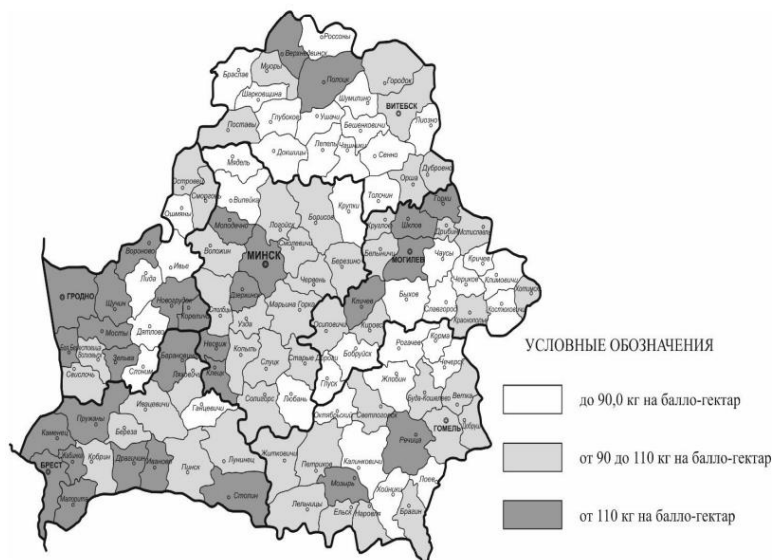 Россоны
Верхнедвинск
Миоры
Браслав
Полоцк
Городок
Шарковщина
Шумилино
ВИТЕБСК
Поставы
Глубокое
Ушачи
Бешенковичи
Лиозно
Докшицы
Лепель
Чашники
Сенно
Мядель
Дубровно
Островец
Орша
Сморгонь
Вилейка
Крупки
Толочин
Ошмяны
Борисов
Горки
Молодечно
Логойск
Круглое
Шклов
Дрибин
Мстиславль
Вороново
Воложин
Смолевичи
Белыничи
МИНСК
Березино
МОГИЛЕВ
Чаусы
Ивье
Кричев
ГРОДНО
Лида
Червень
Чериков
Климовичи
Хотимск
Щучин
Новогрудок
Дзержинск
Кличев
Быков
Кореличи
Столбцы
Марьина Горка
Славгород
Костюковичи
Мосты
Узда
Осиповичи
Кировск
Краснополье
Дятлово
Несвиж
Волковыск
Зельва
Барановичи
Копыль
Бобруйск
Рогачев
Корма
Слуцк
Старые Дороги
Свислочь
Слоним
Ляховичи
Клецк
Чечерск
Глуск
Жлобин
Любань
Солигорск
Пружаны
Ивацевичи
Ганцевичи
Буда-Кошелево
Ветка
Октябрьский
Светлогорск
Каменец
Береза
ГОМЕЛЬ
Добруш
Речица
Жабинка
Кобрин
Лунинец
Житковичи
БРЕСТ
Дрогичин
Иваново
Пинск
Петриков
Калинковичи
Мозырь
Лоев
Малорита
Столин
Хойники
Лельчицы
Ельск
Наровля
Брагин
УСЛОВНЫЕ ОБОЗНАЧЕНИЯ
до 90,0 кг на балло-гектар
от 90 до 110 кг на балло-гектар
от 110 кг на балло-гектар